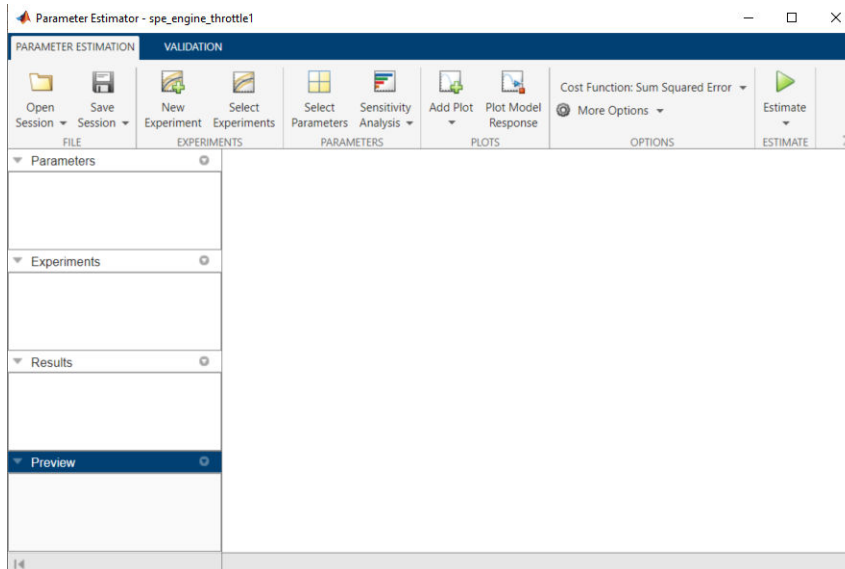 Parameter Estimator - spe_engine_throttle1
PARAMETER ESTIMATION VALIDATION
Open Session Save Session New Experiment Select Experiments Select Parameters Sensitivity Analysis Add Plot Plot Model Response Cost Function: Sum Squared Error More Options Estimate
FILE EXPERIMENTS PARAMETERS PLOTS OPTIONS ESTIMATE
Parameters
Experiments
Results
Preview